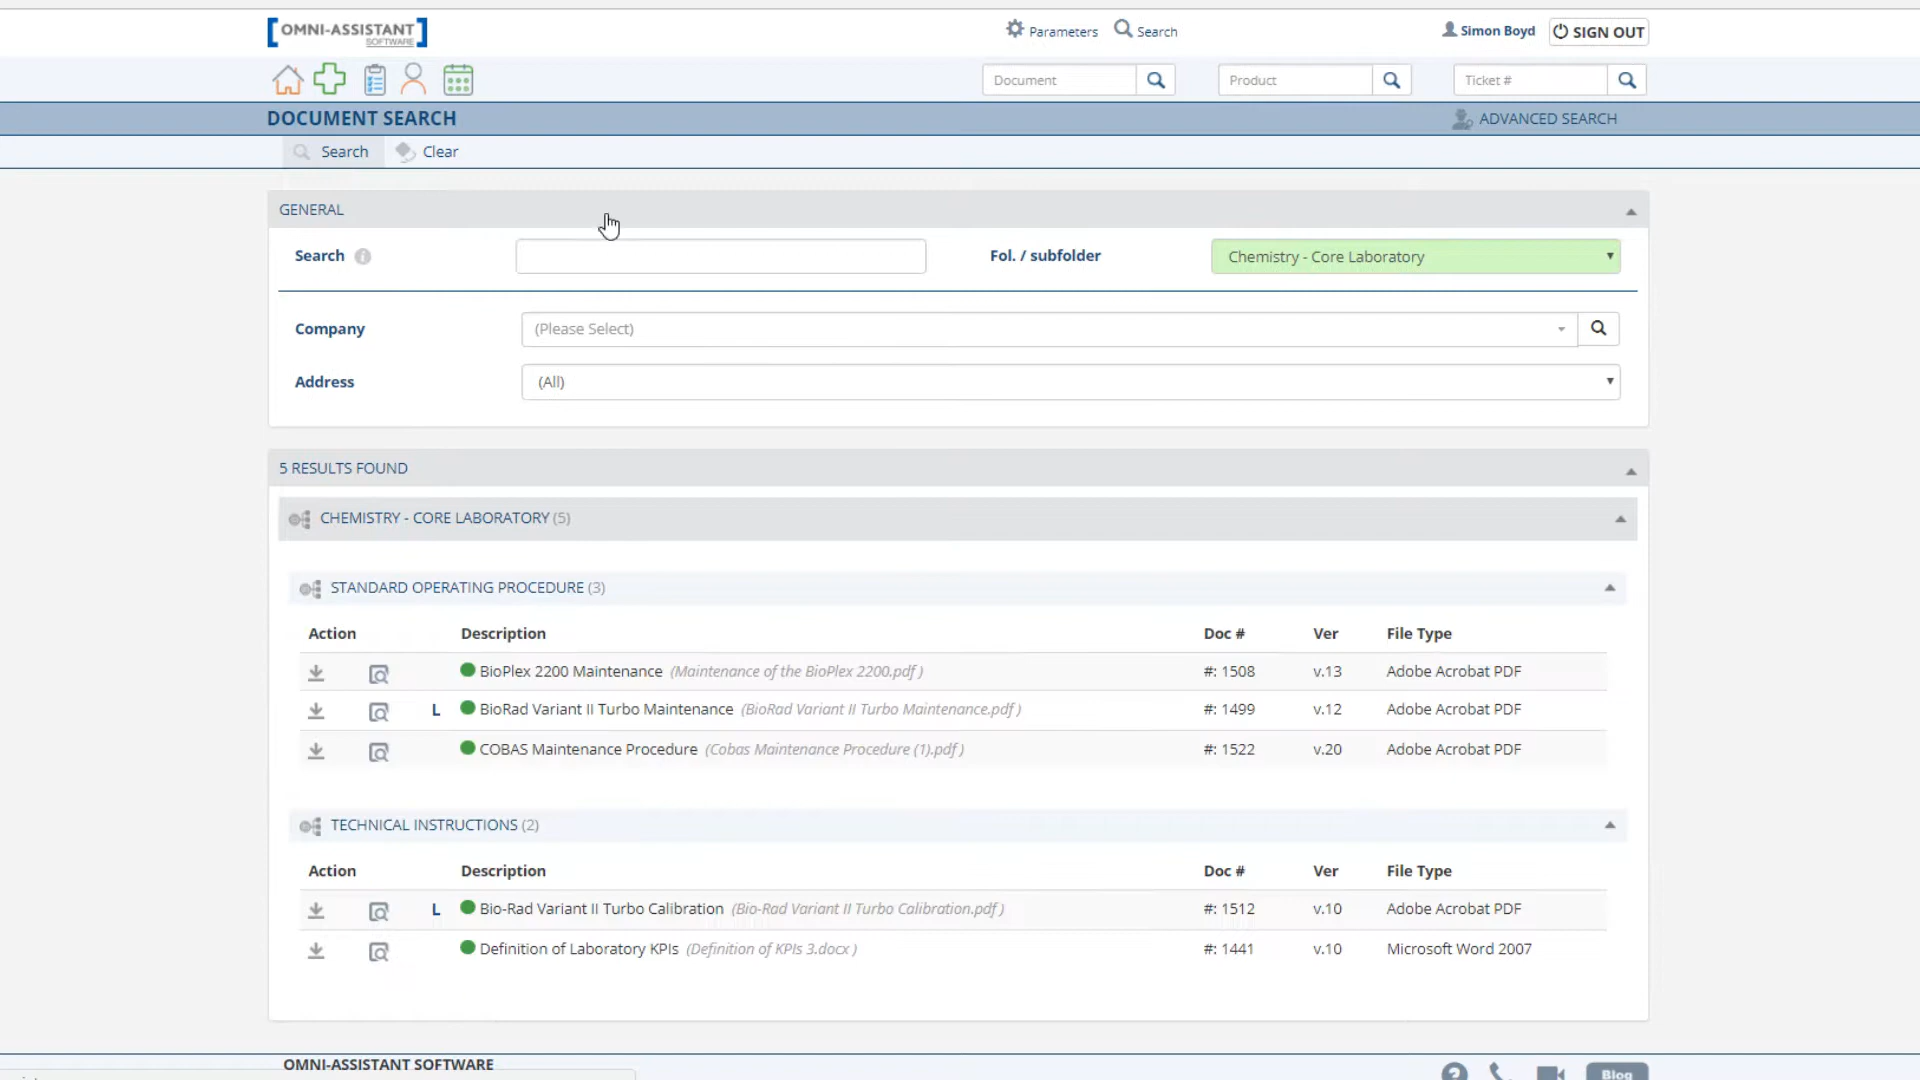 OMNI-ASSISTANT
SOFTWARE
Parameters Search
Simon Boyd SIGN OUT
Document Product Ticket #
DOCUMENT SEARCH ADVANCED SEARCH
Search Clear
GENERAL
Search Fol. / subfolder Chemistry - Core Laboratory
Company (Please Select)
Address (All)
5 RESULTS FOUND
CHEMISTRY - CORE LABORATORY (5)
STANDARD OPERATING PROCEDURE (3)
Action Description Doc # Ver File Type
BioPlex 2200 Maintenance (Maintenance of the BioPlex 2200.pdf ) #: 1508 v.13 Adobe Acrobat PDF
L BioRad Variant II Turbo Maintenance (BioRad Variant II Turbo Maintenance.pdf ) #: 1499 v.12 Adobe Acrobat PDF
COBAS Maintenance Procedure (Cobas Maintenance Procedure (1).pdf ) #: 1522 v.20 Adobe Acrobat PDF
TECHNICAL INSTRUCTIONS (2)
Action Description Doc # Ver File Type
L Bio-Rad Variant II Turbo Calibration (Bio-Rad Variant II Turbo Calibration.pdf ) #: 1512 v.10 Adobe Acrobat PDF
Definition of Laboratory KPIs (Definition of KPIs 3.docx ) #: 1441 v.10 Microsoft Word 2007
OMNI-ASSISTANT SOFTWARE
Blog